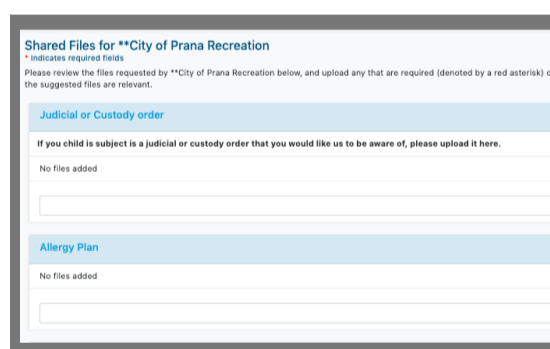 Shared Files for **City of Prana Recreation
* Indicates required fields
Please review the files requested by **City of Prana Recreation below, and upload any that are required (denoted by a red asterisk)
the suggested files are relevant.
Judicial or Custody order
If you child is subject is a judicial or custody order that you would like us to be aware of, please upload it here.
No files added
Allergy Plan
No files added